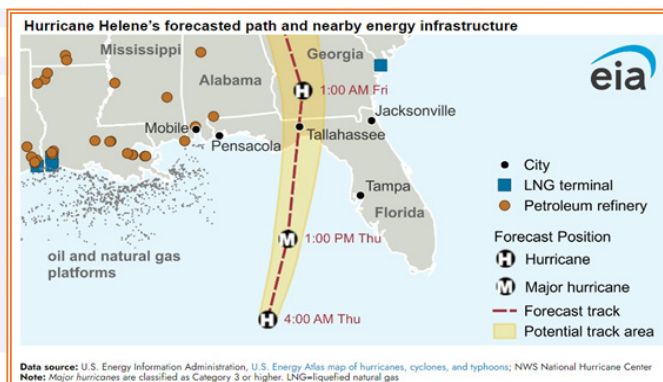 Hurricane Helene's forecasted path and nearby energy infrastructure
Mississippi
Georgia
Alabama
H 1:00 AM Fri
eia
Jacksonville
Mobile
Tallahassee
Pensacola
City
LNG terminal
Petroleum refinery
Tampa
Florida
Forecast Position
H Hurricane
M Major hurricane
Forecast track
Potential track area
M 1:00 PM Thu
oil and natural gas
platforms
H 4:00 AM Thu
Data source: U.S. Energy Information Administration, U.S. Energy Atlas map of hurricanes, cyclones, and typhoons; NWS National Hurricane Center
Note: Major hurricanes are classified as Category 3 or higher. LNG=liquefied natural gas